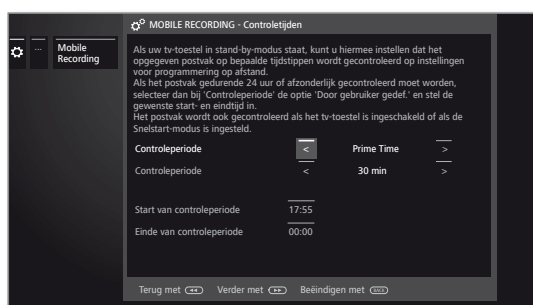 MOBILE RECORDING - Controletijden
...
Mobile
Recording
Als uw tv-toestel in stand-by-modus staat, kunt u hiermee instellen dat het
opgegeven postvak op bepaalde tijdstippen wordt gecontroleerd op instellingen
voor programmering op afstand.
Als het postvak gedurende 24 uur of afzonderlijk gecontroleerd moet worden,
selecteer dan bij 'Controleperiode' de optie 'Door gebruiker gedef.' en stel de
gewenste start- en eindtijd in.
Het postvak wordt ook gecontroleerd als het tv-toestel is ingeschakeld of als de
Snelstart-modus is ingesteld.
Controleperiode < Prime Time >
Controleperiode < 30 min >
Start van controleperiode 17:55
Einde van controleperiode 00:00
Terug met Verder met Beëindigen met BACK